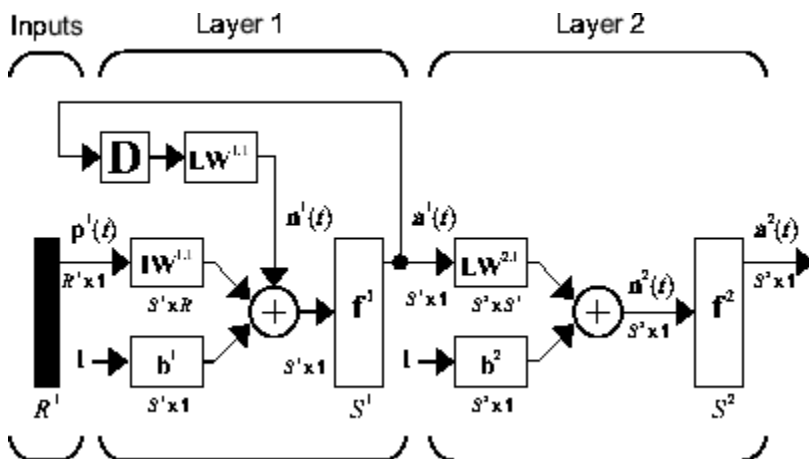 Inputs Layer 1 Layer 2
D LW¹,¹
p¹(t) n¹(t) a¹(t) a²(t)
IW¹,¹ f¹ LW²,¹ n²(t) f²
R¹x1 S¹xR S¹x1 S²xS¹ S²x1 S²x1
1 b¹ S¹x1 1 b²
R¹ S¹x1 S¹ S²x1 S²